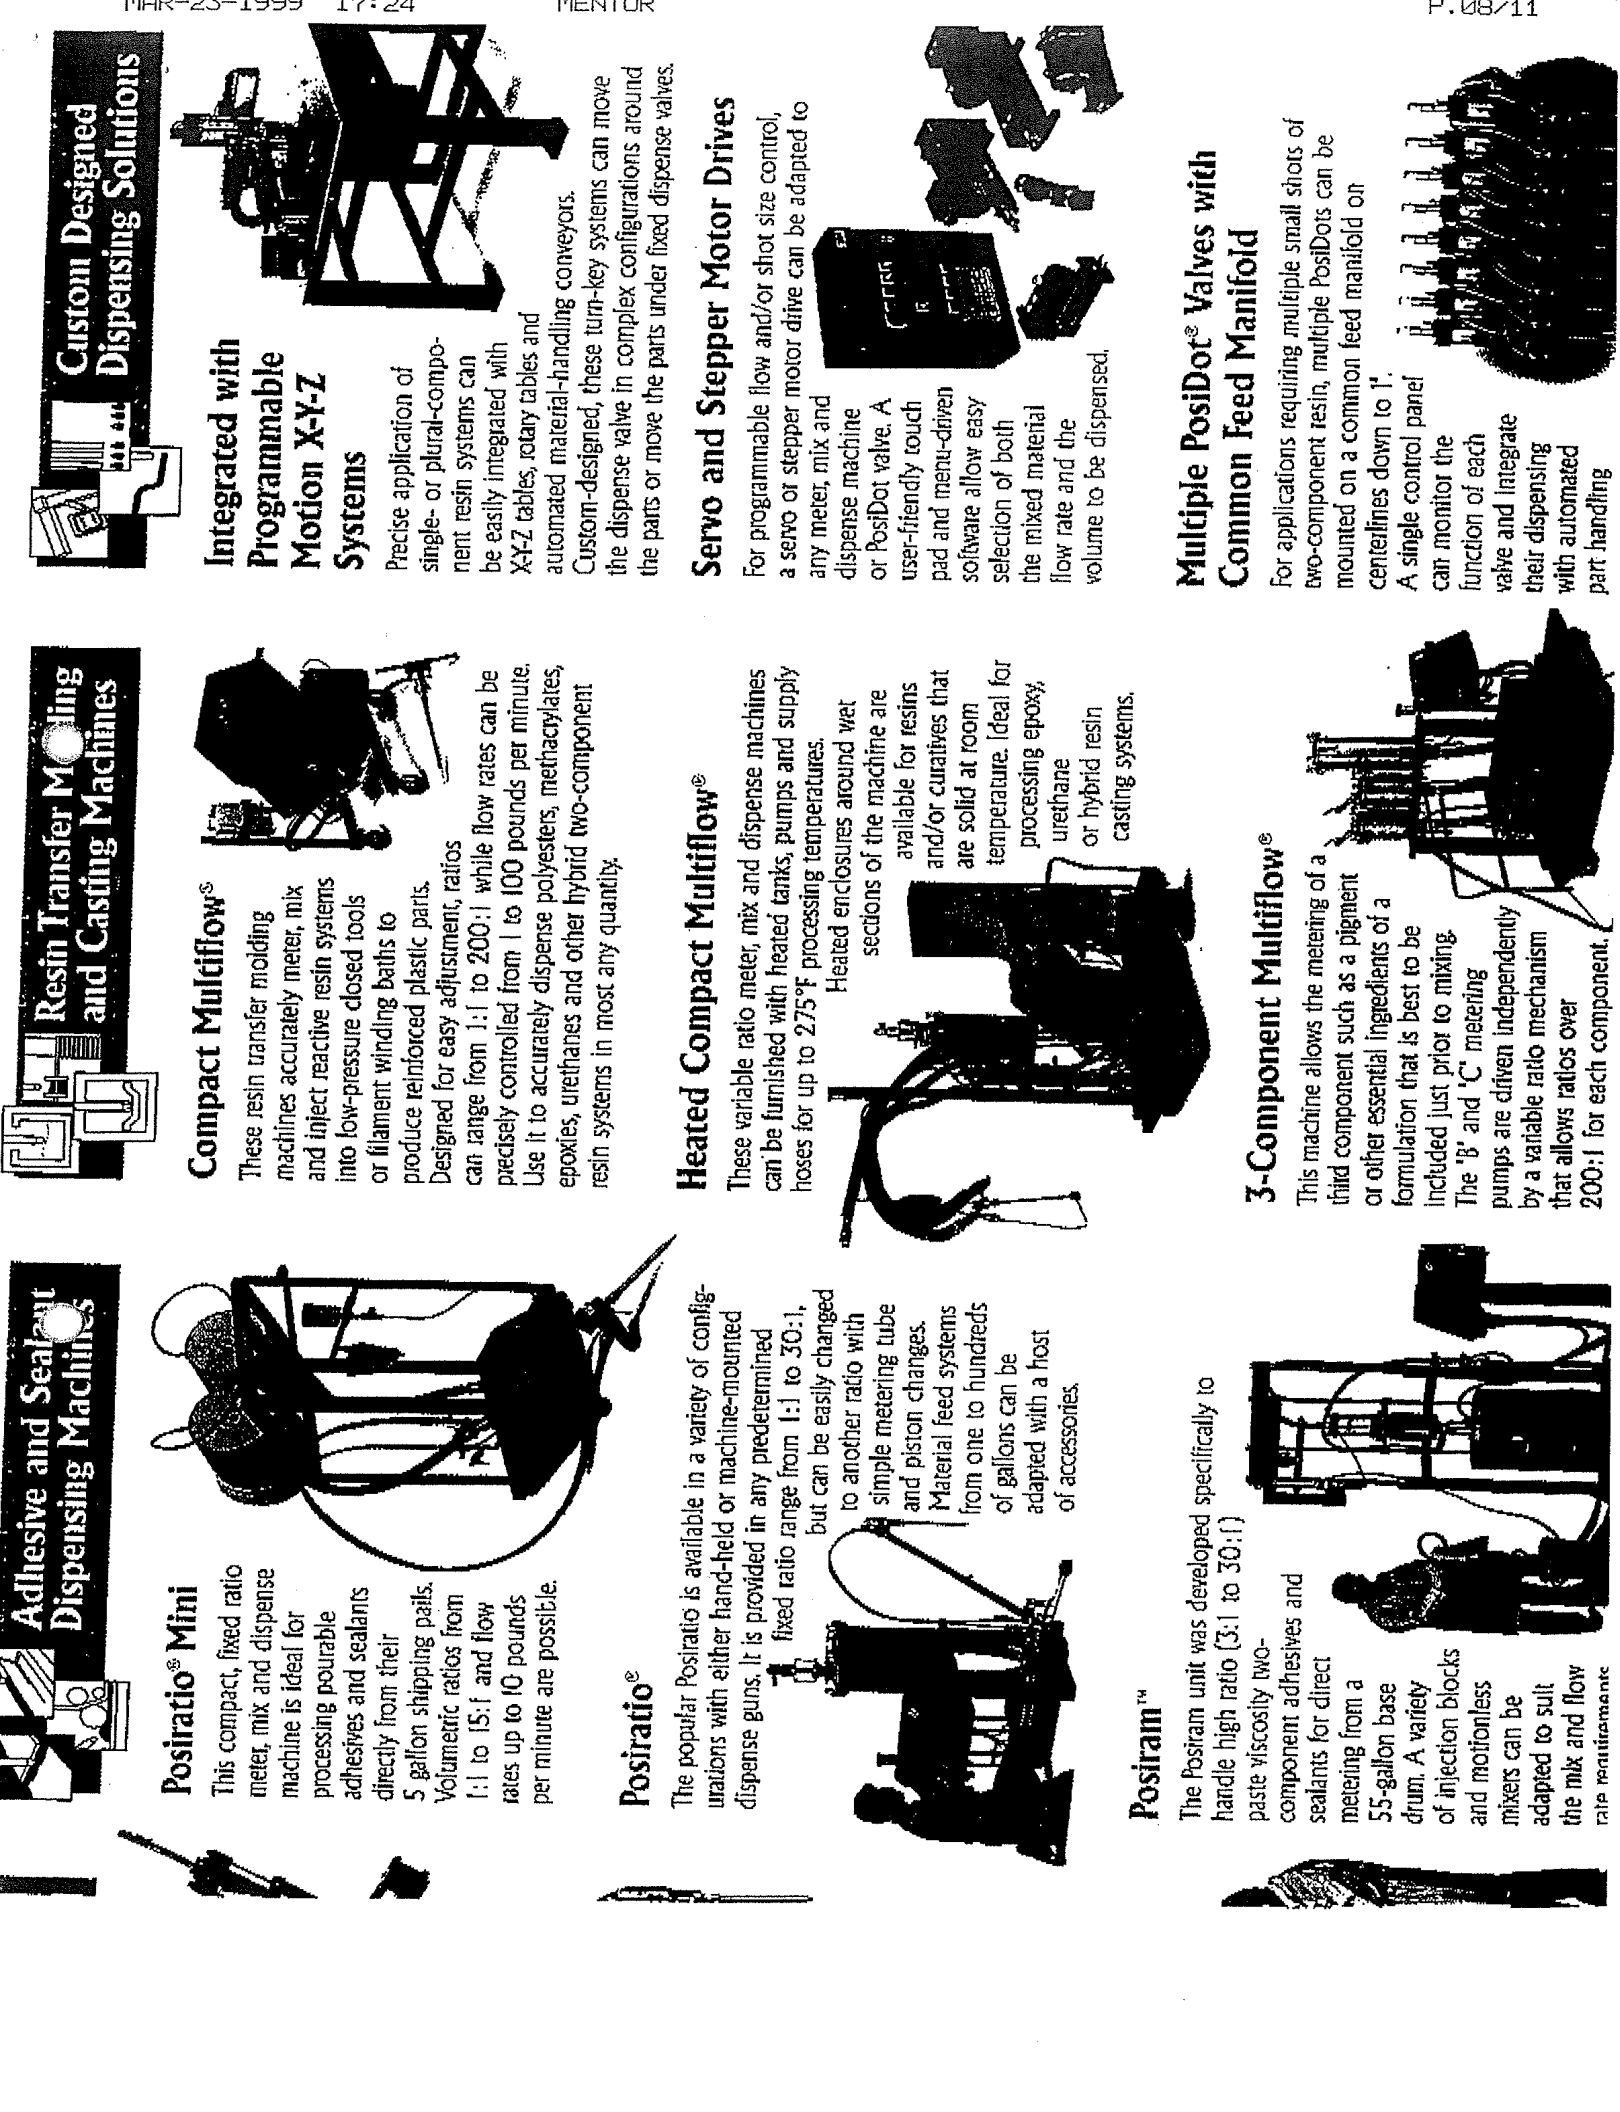 MAR-23-1999 17:24 MENTOR P.08/11
Adhesive and Sealant
Dispensing Machines
Posiratio® Mini
This compact, fixed ratio
meter, mix and dispense
machine is ideal for
processing pourable
adhesives and sealants
directly from their
5 gallon shipping pails.
Volumetric ratios from
1:1 to 15:1 and flow
rates up to 10 pounds
per minute are possible.
Posiratio®
The popular Posiratio is available in a variety of config-
urations with either hand-held or machine-mounted
dispense guns. It is provided in any predetermined
fixed ratio range from 1:1 to 30:1,
but can be easily changed
to another ratio with
simple metering tube
and piston changes.
Material feed systems
from one to hundreds
of gallons can be
adapted with a host
of accessories.
Posiram™
The Posiram unit was developed specifically to
handle high ratio (3:1 to 30:1)
paste viscosity two-
component adhesives and
sealants for direct
metering from a
55-gallon base
drum. A variety
of injection blocks
and motionless
mixers can be
adapted to suit
the mix and flow
rate requirements
Resin Transfer Molding
and Casting Machines
Compact Multiflow®
These resin transfer molding
machines accurately meter, mix
and inject reactive resin systems
into low-pressure closed tools
or filament winding baths to
produce reinforced plastic parts.
Designed for easy adjustment, ratios
can range from 1:1 to 200:1 while flow rates can be
precisely controlled from 1 to 100 pounds per minute.
Use it to accurately dispense polyesters, methacrylates,
epoxies, urethanes and other hybrid two-component
resin systems in most any quantity.
Heated Compact Multiflow®
These variable ratio meter, mix and dispense machines
can be furnished with heated tanks, pumps and supply
hoses for up to 275°F processing temperatures.
Heated enclosures around wet
sections of the machine are
available for resins
and/or curatives that
are solid at room
temperature. Ideal for
processing epoxy,
urethane
or hybrid resin
casting systems.
3-Component Multiflow®
This machine allows the metering of a
third component such as a pigment
or other essential ingredients of a
formulation that is best to be
included just prior to mixing.
The "B" and "C" metering
pumps are driven independently
by a variable ratio mechanism
that allows ratios over
200:1 for each component.
Custom Designed
Dispensing Solutions
Integrated with
Programmable
Motion X-Y-Z
Systems
Precise application of
single- or plural-compo-
nent resin systems can
be easily integrated with
X-Y-Z tables, rotary tables and
automated material-handling conveyors.
Custom-designed, these turn-key systems can move
the dispense valve in complex configurations around
the parts or move the parts under fixed dispense valves.
Servo and Stepper Motor Drives
For programmable flow and/or shot size control,
a servo or stepper motor drive can be adapted to
any meter, mix and
dispense machine
or PosiDot valve. A
user-friendly touch
pad and menu-driven
software allow easy
selection of both
the mixed material
flow rate and the
volume to be dispensed.
Multiple PosiDot® Valves with
Common Feed Manifold
For applications requiring multiple small shots of
two-component resin, multiple PosiDots can be
mounted on a common feed manifold on
centerlines down to 1".
A single control panel
can monitor the
function of each
valve and integrate
their dispensing
with automated
part handling